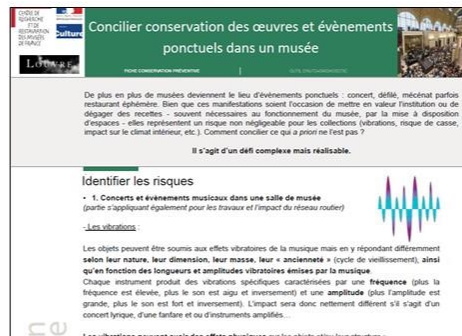 CENTRE DE
RECHERCHE
ET DE
RESTAURATION
DES MUSÉES
DE FRANCE
Culture
LOUVRE
Concilier conservation des œuvres et évènements
ponctuels dans un musée
FICHE CONSERVATION PRÉVENTIVE
De plus en plus de musées deviennent le lieu d'évènements ponctuels : concert, défilé, mécénat parfois
restaurant éphémère. Bien que ces manifestations soient l'occasion de mettre en valeur l'institution ou de
dégager des recettes - souvent nécessaires au fonctionnement du musée, par la mise à disposition
d'espaces - elles représentent un risque non négligeable pour les collections (vibrations, risque de casse,
impact sur le climat intérieur, etc.). Comment concilier ce qui a priori ne l'est pas ?
Il s'agit d'un défi complexe mais réalisable.
Identifier les risques
• 1. Concerts et évènements musicaux dans une salle de musée
(partie s'appliquant également pour les travaux et l'impact du réseau routier)
- Les vibrations :
Les objets peuvent être soumis aux effets vibratoires de la musique mais en y répondant différemment
selon leur nature, leur dimension, leur masse, leur « ancienneté » (cycle de vieillissement), ainsi
qu'en fonction des longueurs et amplitudes vibratoires émises par la musique.
Chaque instrument produit des vibrations spécifiques caractérisées par une fréquence (plus la
fréquence est élevée, plus le son est aigu et inversement) et une amplitude (plus l'amplitude est
grande, plus le son est fort et inversement). L'impact sera donc nettement différent s'il s'agit d'un
concert lyrique, d'une fanfare ou d'instruments amplifiés…